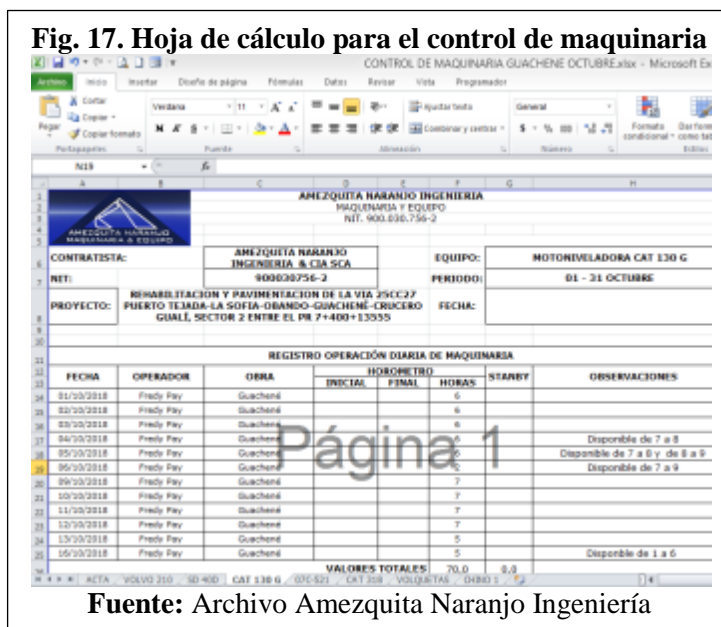 Fig. 17. Hoja de cálculo para el control de maquinaria
CONTROL DE MAQUINARIA GUACHENE OCTUBRE.xlsx - Microsoft Ex
Archivo Inicio Insertar Diseño de página Fórmulas Datos Revisar Vista Programador
Cortar
Copiar
Copiar formato
Pegar
Verdana 11
Ajustar texto
Combinar y centrar
General
Formato condicional
Portapapeles Fuente Alineación Número
N19 fx
A B C D E F G H
AMEZQUITA NARANJO INGENIERIA
MAQUINARIA Y EQUIPO
NIT. 900.030.756-2
AMEZQUITA NARANJO
MAQUINARIA & EQUIPO
CONTRATISTA: AMEZQUITA NARANJO INGENIERIA & CIA SCA EQUIPO: MOTONIVELADORA CAT 130 G
NIT: 900030756-2 PERIODO: 01 - 31 OCTUBRE
PROYECTO: REHABILITACION Y PAVIMENTACION DE LA VIA 25CC27 PUERTO TEJADA-LA SOFIA-OBANDO-GUACHENÉ-CRUCERO GUALÍ, SECTOR 2 ENTRE EL PR 7+400+13555 FECHA:
REGISTRO OPERACIÓN DIARIA DE MAQUINARIA
FECHA OPERADOR OBRA HOROMETRO STANBY OBSERVACIONES
INICIAL FINAL HORAS
01/10/2018 Fredy Pay Guachené 6
02/10/2018 Fredy Pay Guachené 6
03/10/2018 Fredy Pay Guachené 6
04/10/2018 Fredy Pay Guachené 6 Disponible de 7 a 8
05/10/2018 Fredy Pay Guachené Disponible de 7 a 8 y de 8 a 9
06/10/2018 Fredy Pay Guachené 2 Disponible de 7 a 9
09/10/2018 Fredy Pay Guachené 7
10/10/2018 Fredy Pay Guachené 7
11/10/2018 Fredy Pay Guachené 7
12/10/2018 Fredy Pay Guachené 7
13/10/2018 Fredy Pay Guachené 5
16/10/2018 Fredy Pay Guachené 5 Disponible de 1 a 6
Página 1
VALORES TOTALES 70,0 0,0
ACTA VOLVO 210 SD 40D CAT 130 G 07C-521 CAT 318 VOLQUETAS CHINO 1
Fuente: Archivo Amezquita Naranjo Ingeniería